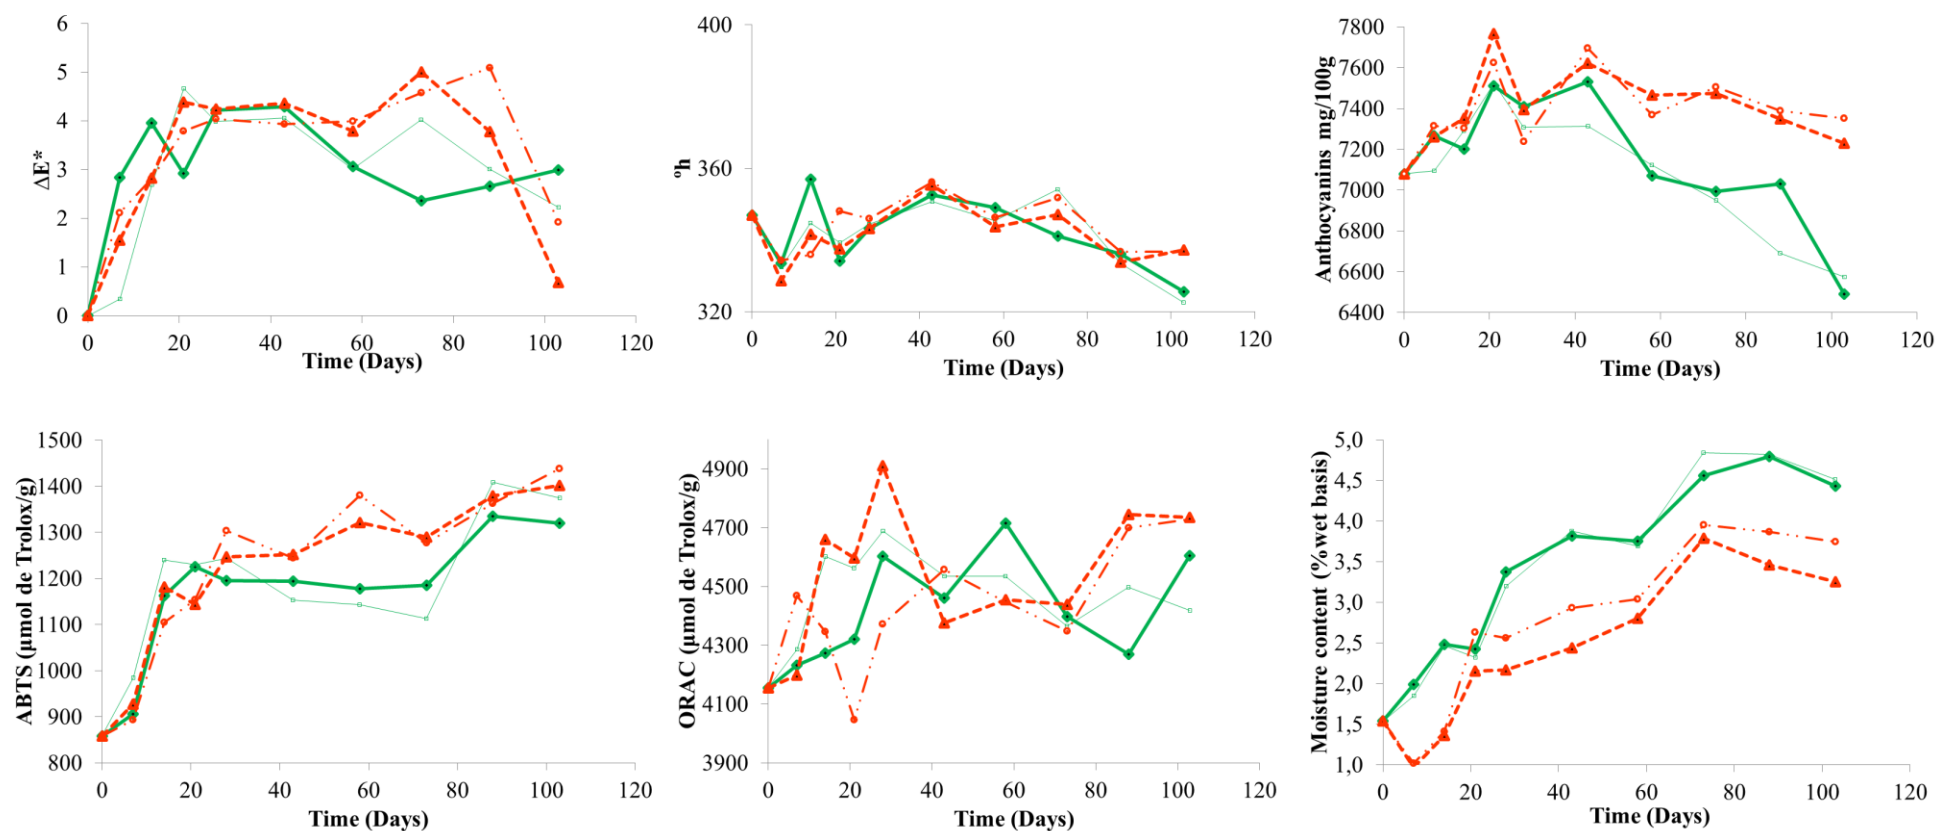 ΔE*
6
5
4
3
2
1
0
0 20 40 60 80 100 120
Time (Days)
ºh
400
360
320
0 20 40 60 80 100 120
Time (Days)
Anthocyanins mg/100g
7800
7600
7400
7200
7000
6800
6600
6400
0 20 40 60 80 100 120
Time (Days)
ABTS (µmol de Trolox/g)
1500
1400
1300
1200
1100
1000
900
800
0 20 40 60 80 100 120
Time (Days)
ORAC (µmol de Trolox/g)
4900
4700
4500
4300
4100
3900
0 20 40 60 80 100 120
Time (Days)
Moisture content (%wet basis)
5,0
4,5
4,0
3,5
3,0
2,5
2,0
1,5
1,0
0 20 40 60 80 100 120
Time (Days)